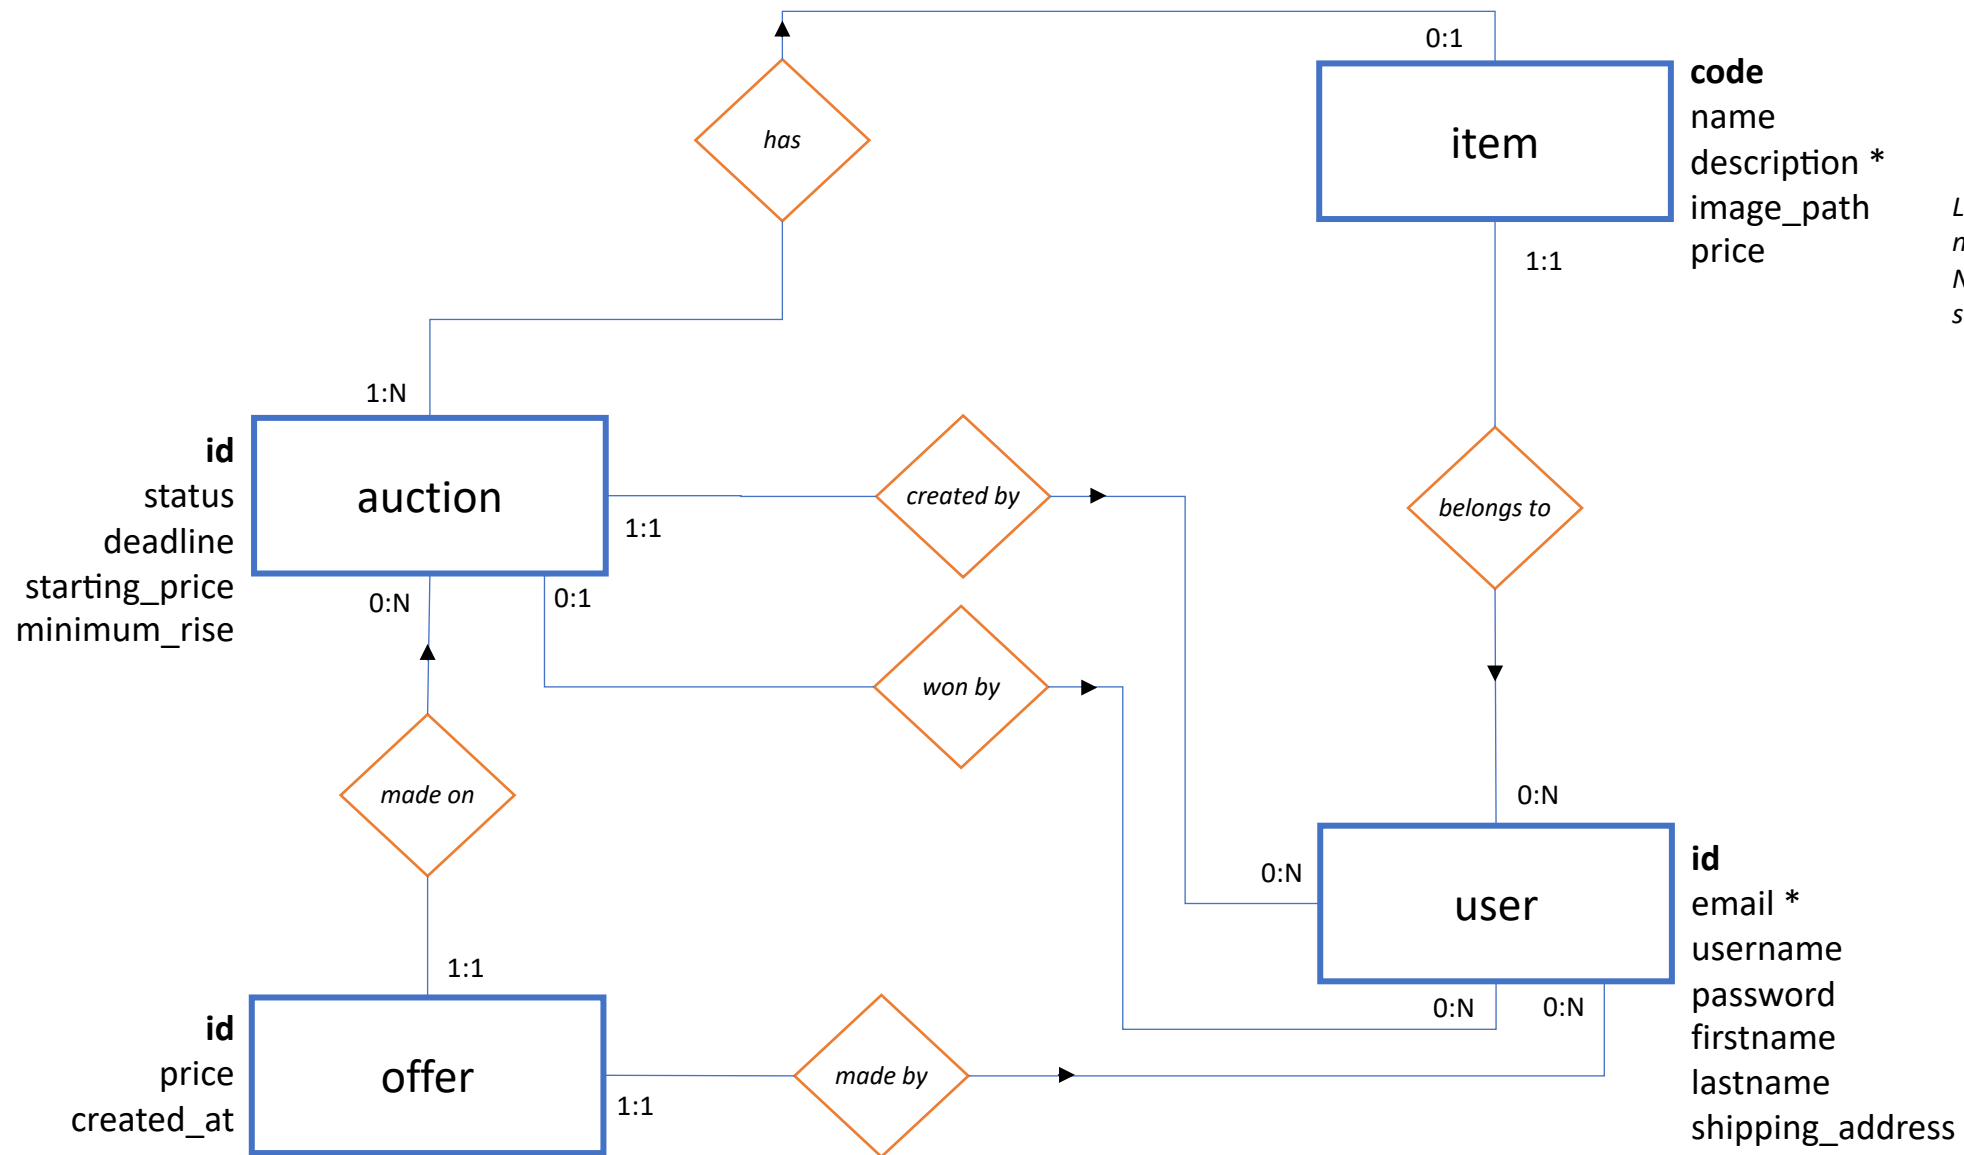 0:1
has
item
code
name
description *
image_path
price
1:1
1:N
id
status
deadline
starting_price
minimum_rise
auction
1:1
created by
belongs to
0:N
0:1
won by
made on
0:N
0:N
user
id
email *
username
password
firstname
lastname
shipping_address
0:N
0:N
1:1
id
price
created_at
offer
1:1
made by